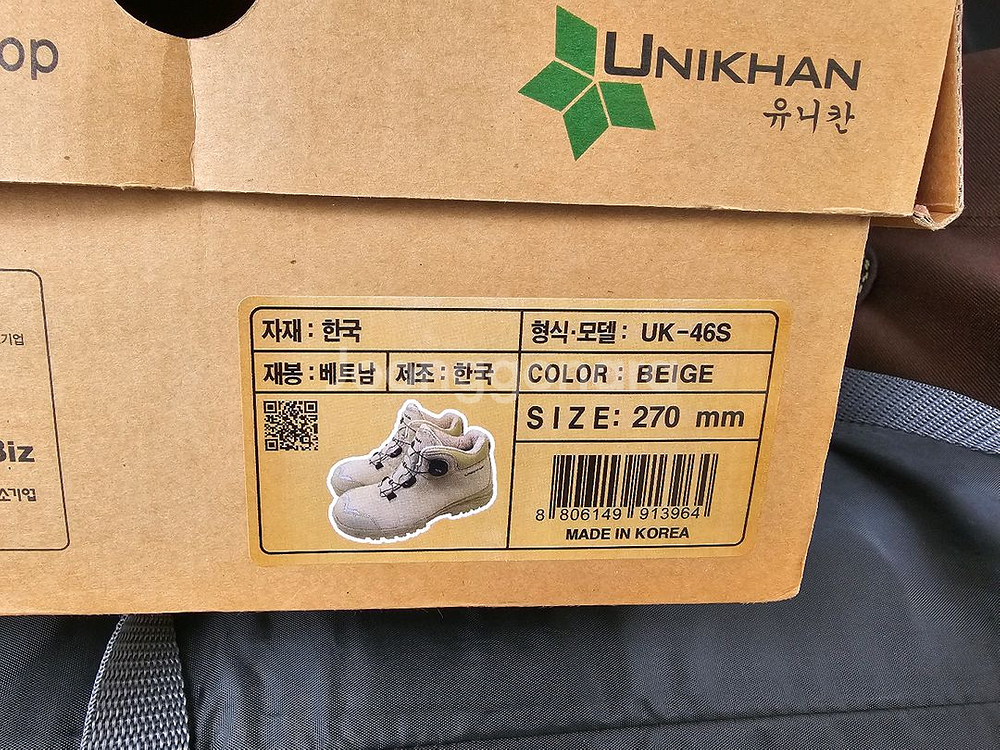 op
UNIKHAN
유니칸
기업
Biz
소기업
자재 : 한국
형식·모델 : UK-46S
재봉 : 베트남 제조 : 한국
COLOR : BEIGE
SIZE: 270 mm
8 806149 913964
MADE IN KOREA